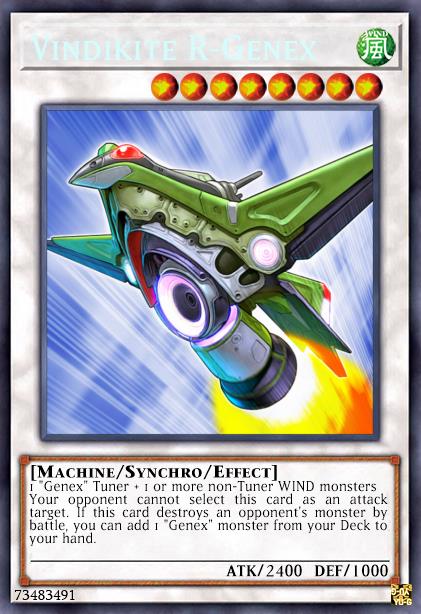 Vindikite R-Genex
WIND
風
[Machine/Synchro/Effect]
1 "Genex" Tuner + 1 or more non-Tuner WIND monsters
Your opponent cannot select this card as an attack
target. If this card destroys an opponent's monster by
battle, you can add 1 "Genex" monster from your Deck to
your hand.
ATK/2400 DEF/1000
73483491